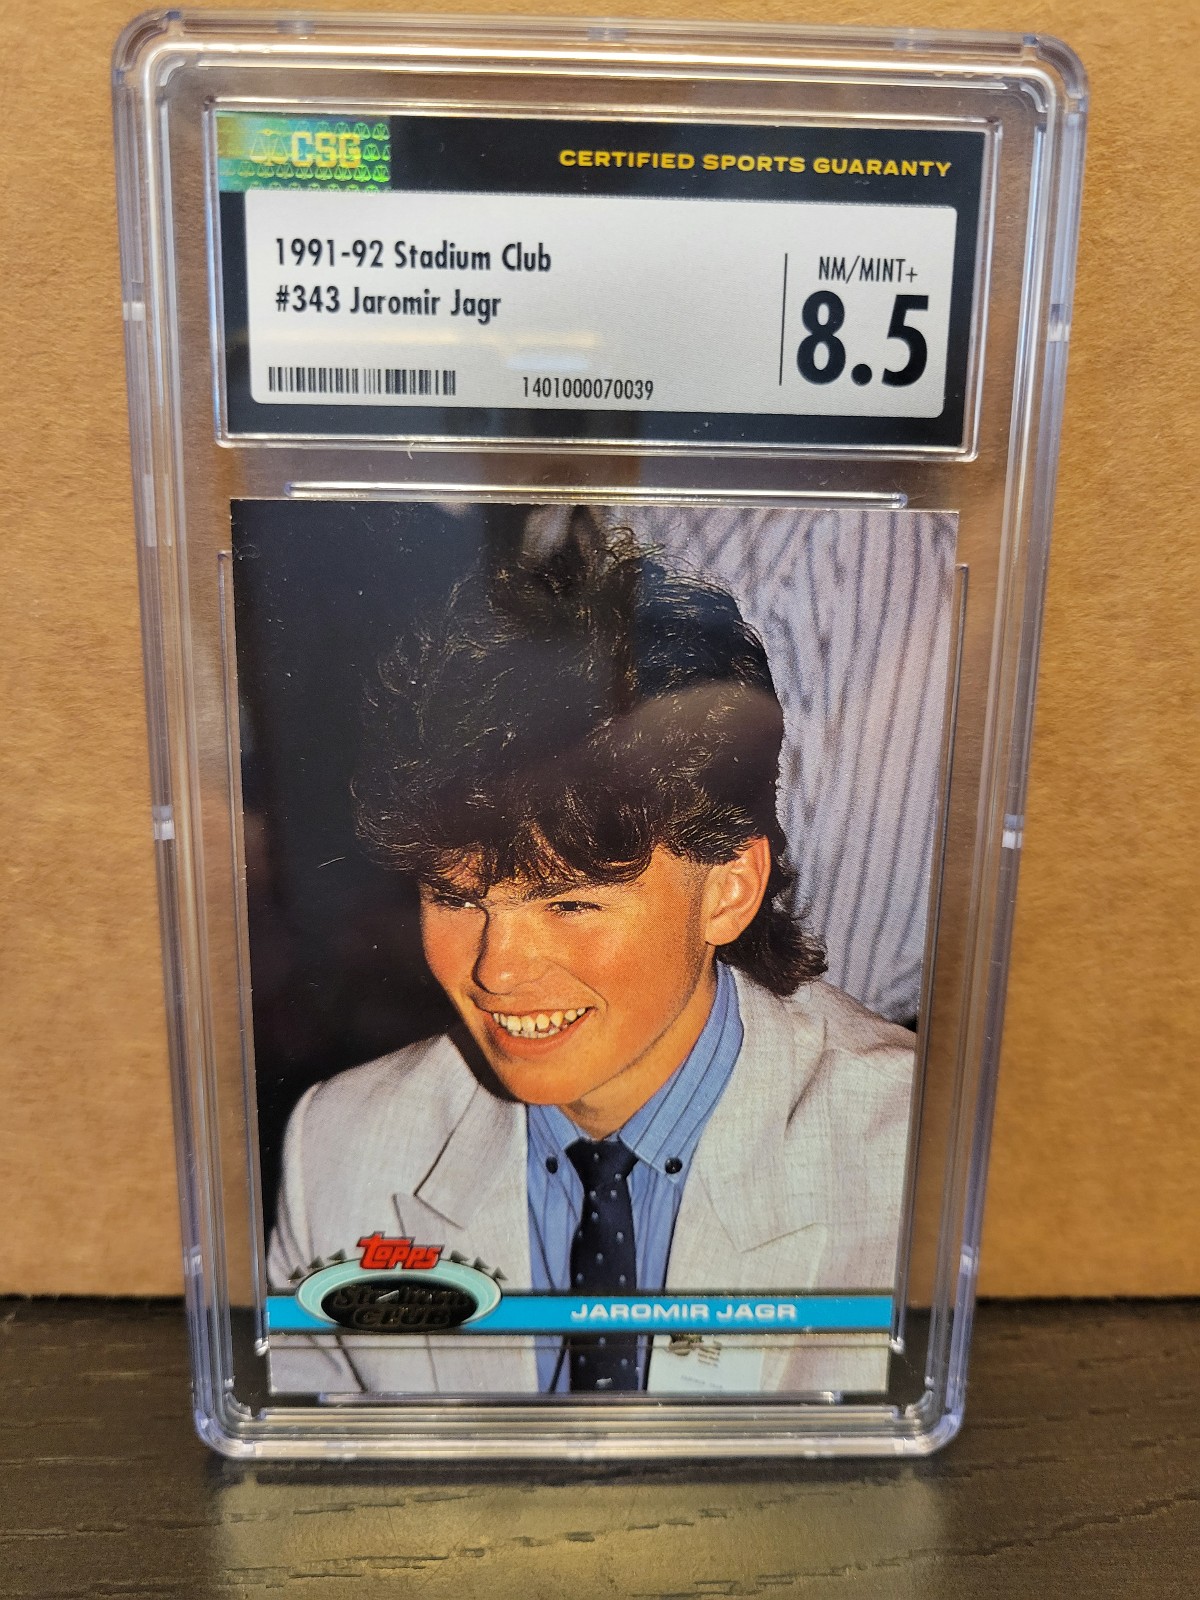 CSG
CERTIFIED SPORTS GUARANTY
1991-92 Stadium Club
#343 Jaromir Jagr
NM/MINT+
8.5
1401000070039
TOPPS
Stadium
CLUB
JAROMIR JAGR